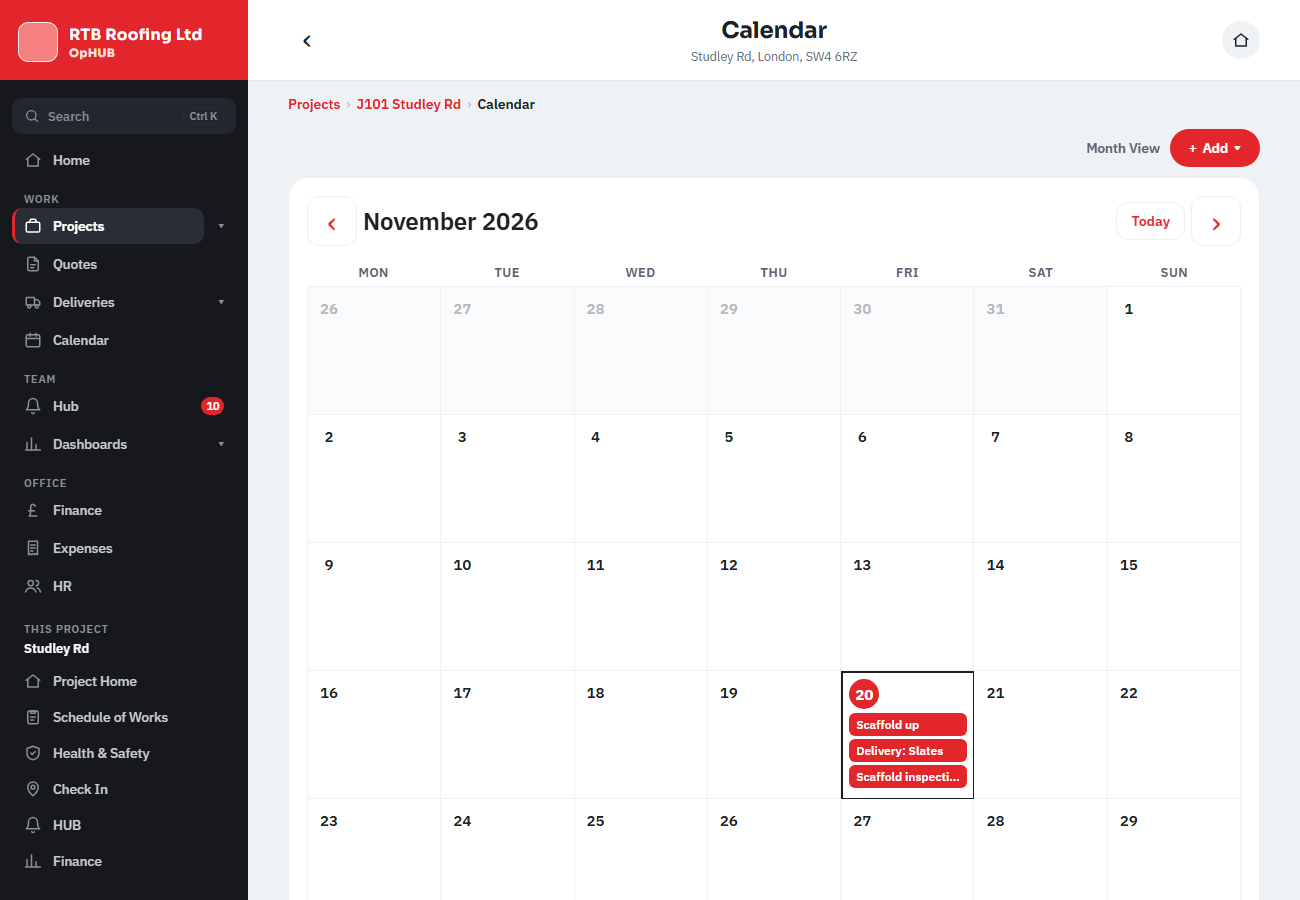 RTB Roofing Ltd
OpHUB
Search Ctrl K
Home
WORK
Projects
Quotes
Deliveries
Calendar
TEAM
Hub 10
Dashboards
OFFICE
Finance
Expenses
HR
THIS PROJECT
Studley Rd
Project Home
Schedule of Works
Health & Safety
Check In
HUB
Finance
Calendar
Studley Rd, London, SW4 6RZ
Projects › J101 Studley Rd › Calendar
Month View + Add
November 2026 Today
MON TUE WED THU FRI SAT SUN
26 27 28 29 30 31 1
2 3 4 5 6 7 8
9 10 11 12 13 14 15
16 17 18 19 20 21 22
Scaffold up
Delivery: Slates
Scaffold inspecti...
23 24 25 26 27 28 29